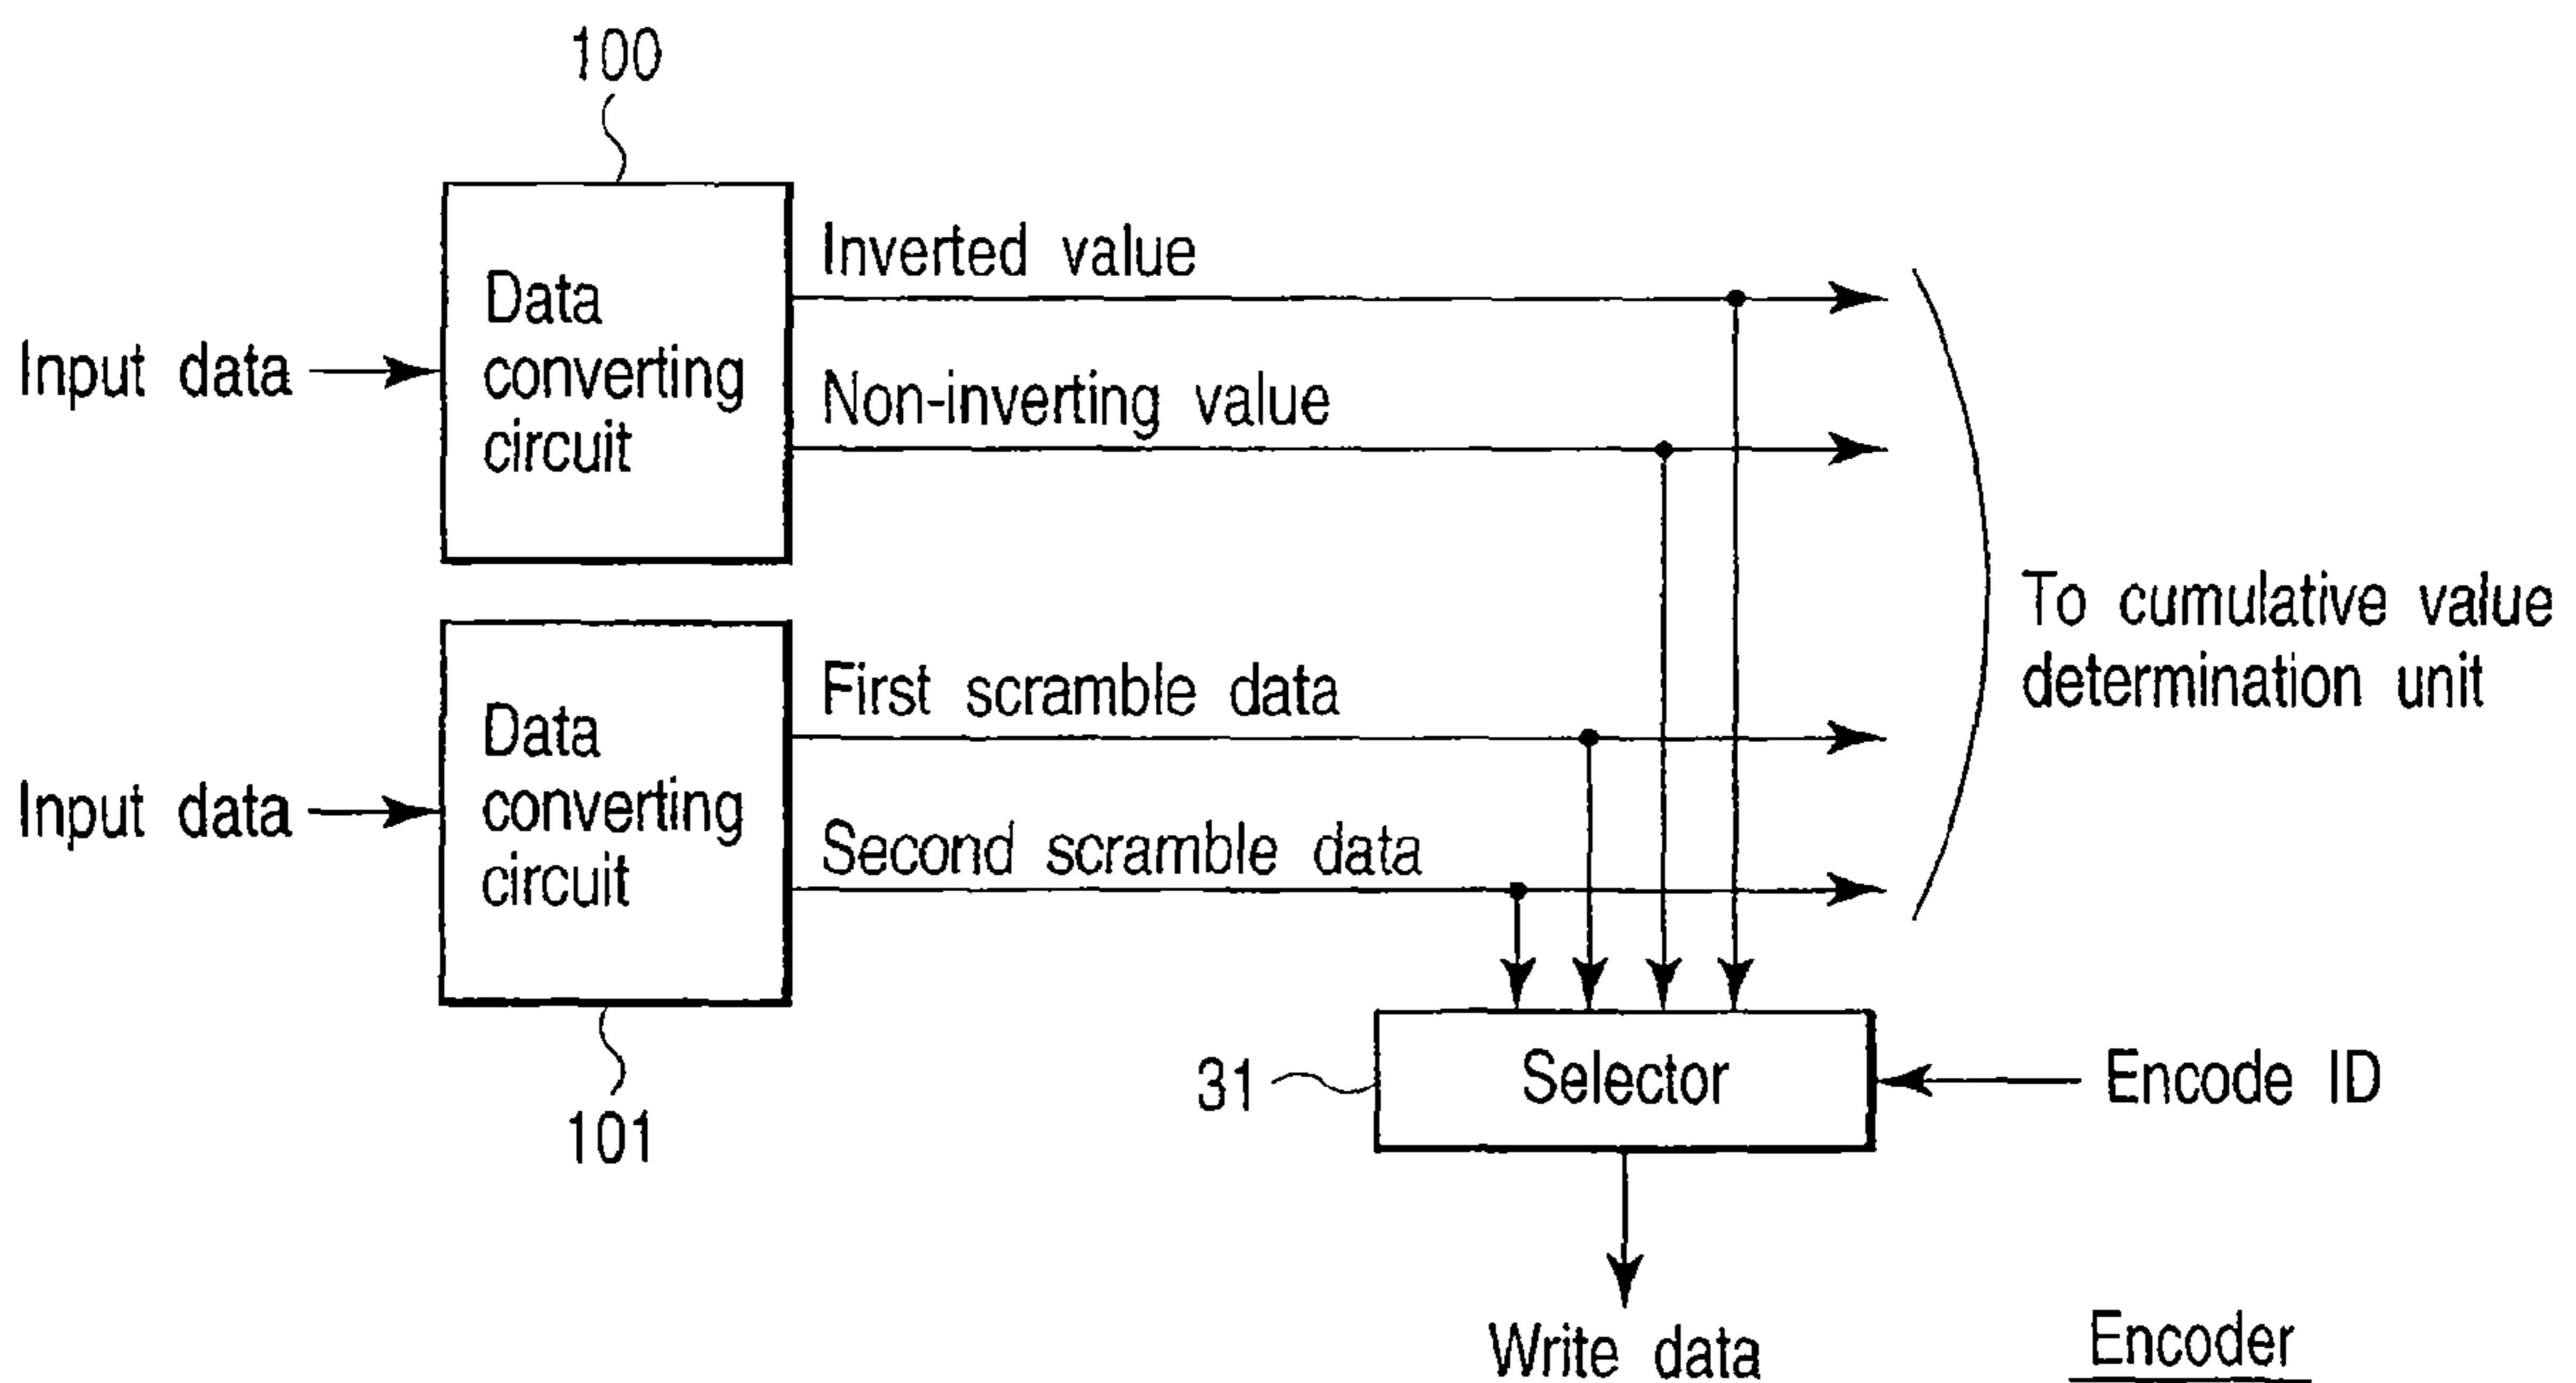 100
Input data
Data
converting
circuit
Inverted value
Non-inverting value
To cumulative value
determination unit
Input data
Data
converting
circuit
First scramble data
Second scramble data
101
31
Selector
Encode ID
Write data
Encoder